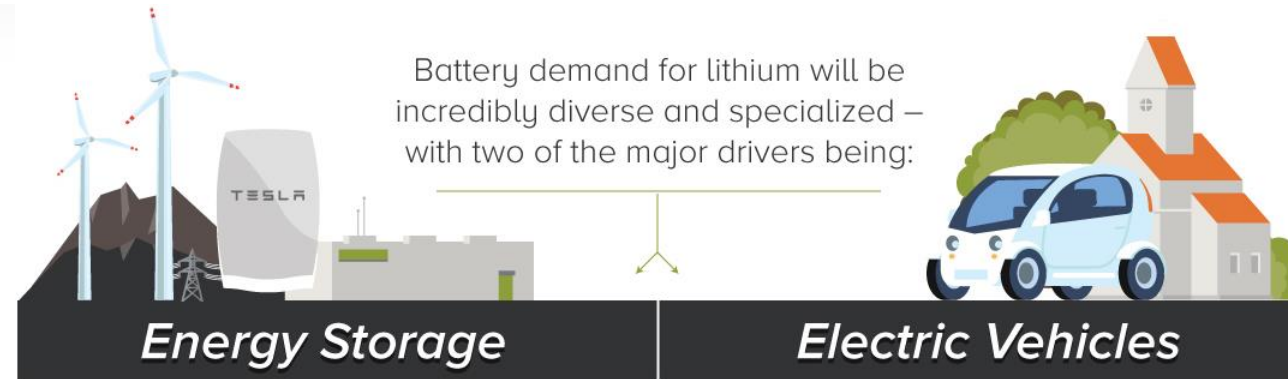 Battery demand for lithium will be
incredibly diverse and specialized –
with two of the major drivers being:
TESLA
Energy Storage
Electric Vehicles